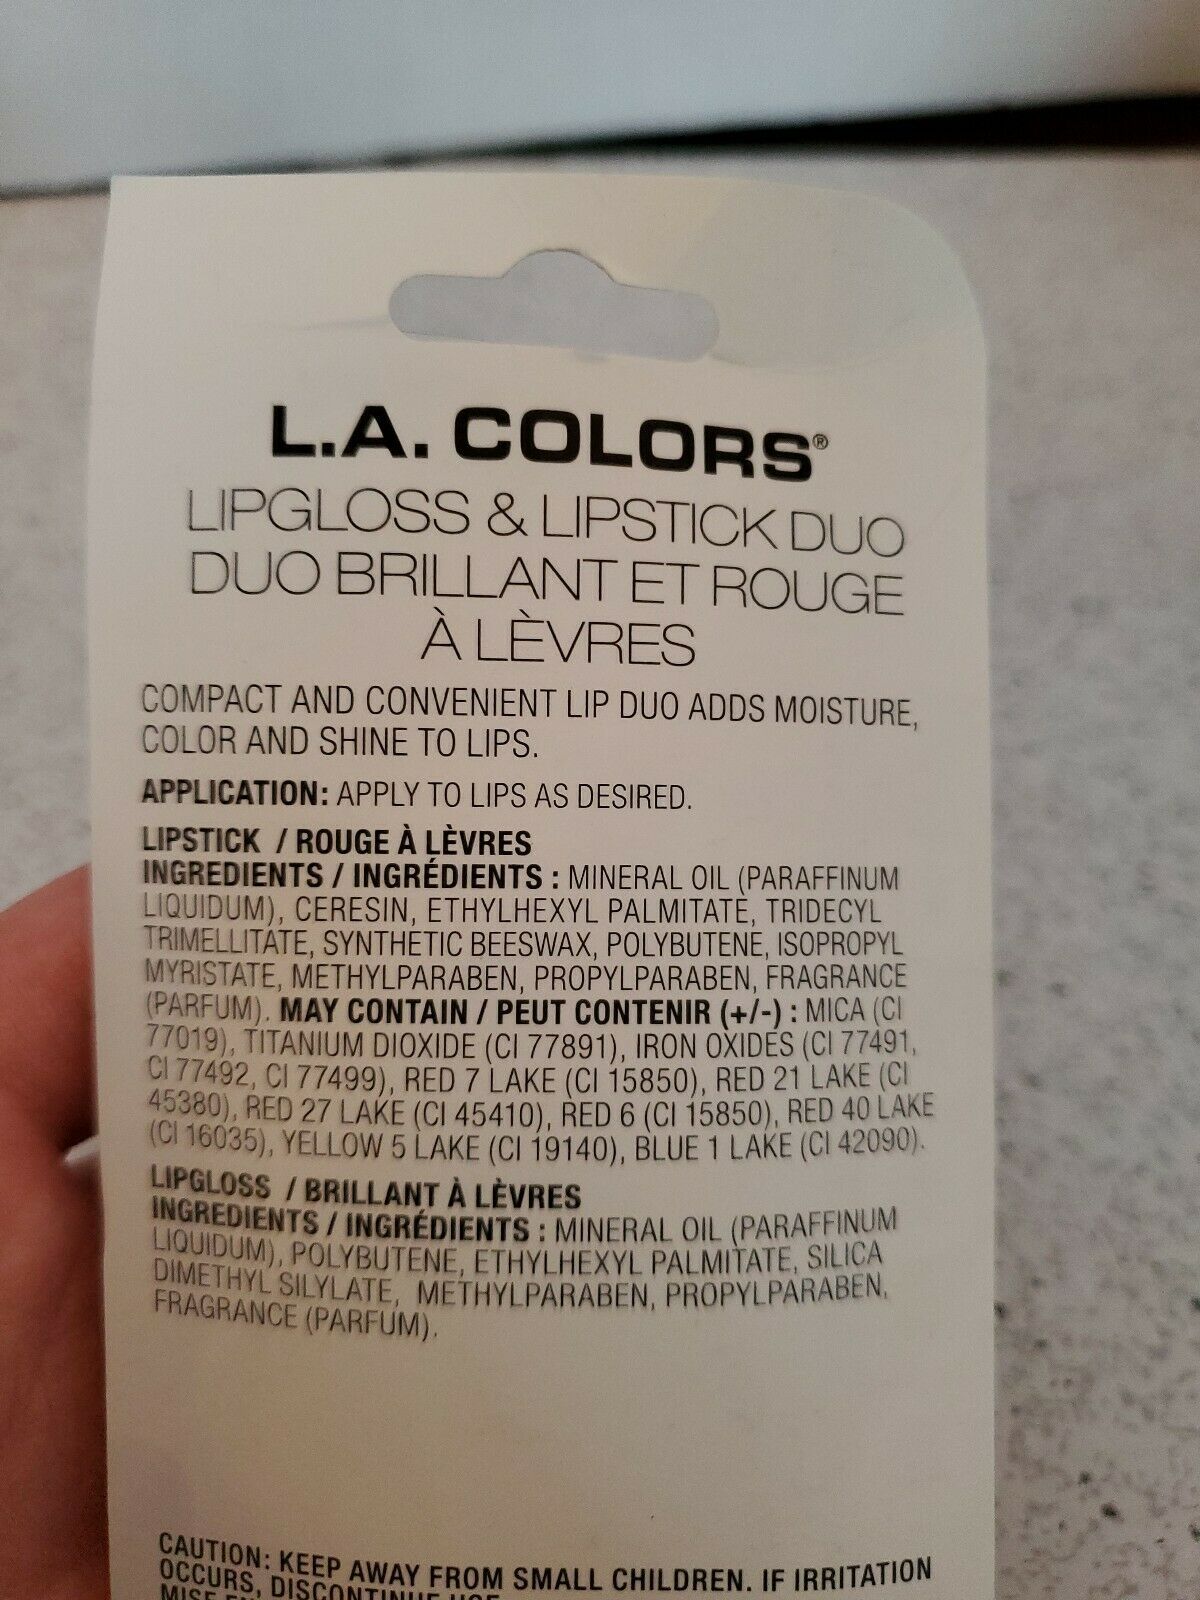 L.A. COLORS®
LIPGLOSS & LIPSTICK DUO
DUO BRILLANT ET ROUGE
À LÈVRES
COMPACT AND CONVENIENT LIP DUO ADDS MOISTURE,
COLOR AND SHINE TO LIPS.
APPLICATION: APPLY TO LIPS AS DESIRED.
LIPSTICK / ROUGE À LÈVRES
INGREDIENTS / INGRÉDIENTS : MINERAL OIL (PARAFFINUM
LIQUIDUM), CERESIN, ETHYLHEXYL PALMITATE, TRIDECYL
TRIMELLITATE, SYNTHETIC BEESWAX, POLYBUTENE, ISOPROPYL
MYRISTATE, METHYLPARABEN, PROPYLPARABEN, FRAGRANCE
(PARFUM). MAY CONTAIN / PEUT CONTENIR (+/-) : MICA (CI
77019), TITANIUM DIOXIDE (CI 77891), IRON OXIDES (CI 77491,
CI 77492, CI 77499), RED 7 LAKE (CI 15850), RED 21 LAKE (CI
45380), RED 27 LAKE (CI 45410), RED 6 (CI 15850), RED 40 LAKE
(CI 16035), YELLOW 5 LAKE (CI 19140), BLUE 1 LAKE (CI 42090).
LIPGLOSS / BRILLANT À LÈVRES
INGREDIENTS / INGRÉDIENTS : MINERAL OIL (PARAFFINUM
LIQUIDUM), POLYBUTENE, ETHYLHEXYL PALMITATE, SILICA
DIMETHYL SILYLATE, METHYLPARABEN, PROPYLPARABEN,
FRAGRANCE (PARFUM).
CAUTION: KEEP AWAY FROM SMALL CHILDREN. IF IRRITATION
OCCURS, DISCONTINUE USE
MISE